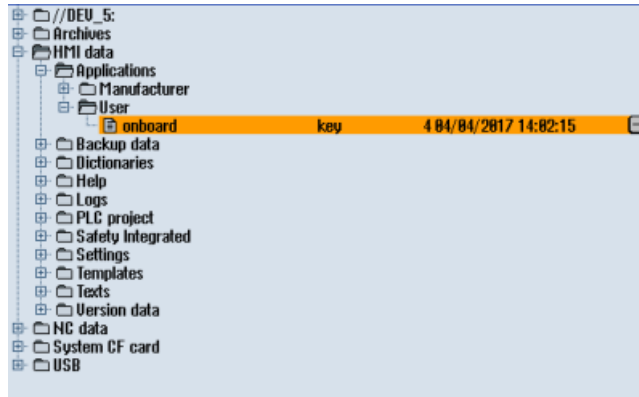 //DEV_5:
Archives
HMI data
Applications
Manufacturer
User
onboard key 4 04/04/2017 14:02:15
Backup data
Dictionaries
Help
Logs
PLC project
Safety Integrated
Settings
Templates
Texts
Version data
NC data
System CF card
USB